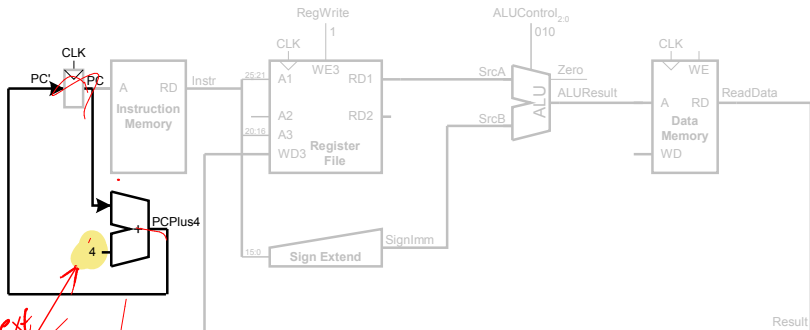 RegWrite
ALUControl2:0
CLK
1
010
CLK
CLK
PC'
PC
WE3
WE
Zero
25:21
A
RD
Instr
A1
RD1
SrcA
ALU
ALUResult
A
RD
ReadData
Instruction
Memory
A2
RD2
SrcB
Data
Memory
20:16
A3
Register
File
WD3
WD
PCPlus4
+
4
SignImm
15:0
Sign Extend
ext
Result